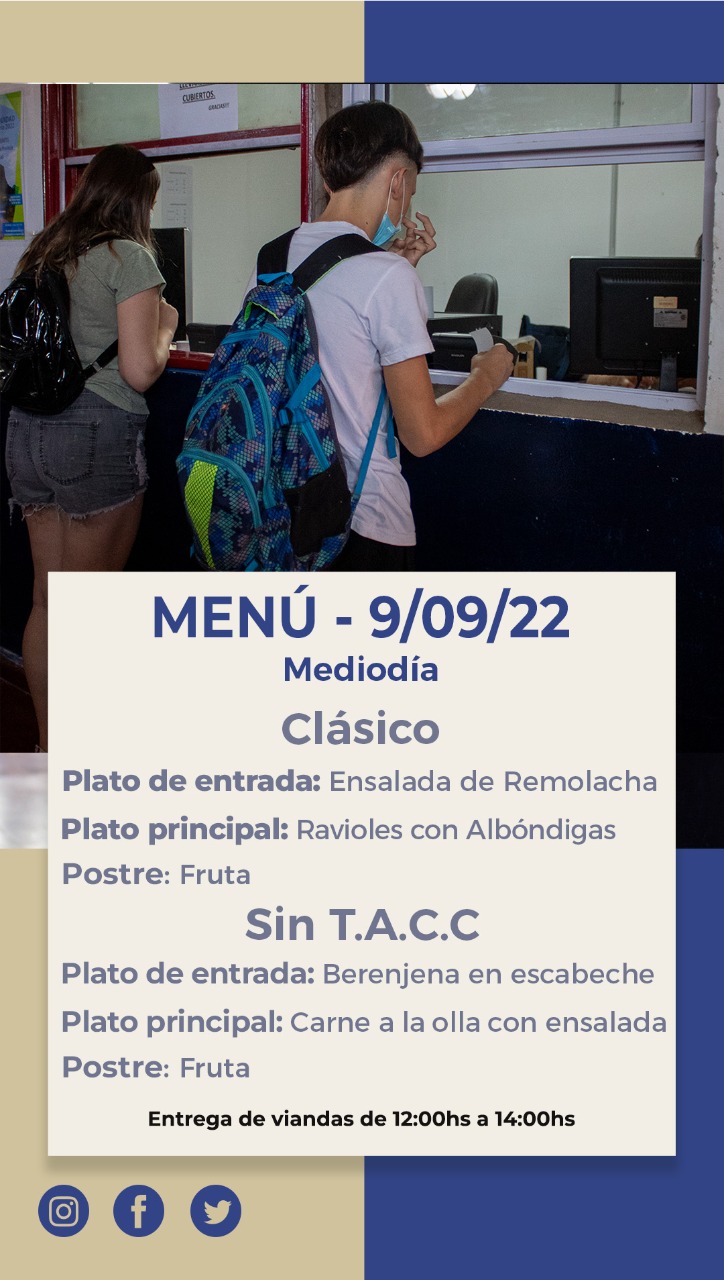 CUBIERTOS.
GRACIAS!!!
MENÚ - 9/09/22
Mediodía
Clásico
Plato de entrada: Ensalada de Remolacha
Plato principal: Ravioles con Albóndigas
Postre: Fruta
Sin T.A.C.C
Plato de entrada: Berenjena en escabeche
Plato principal: Carne a la olla con ensalada
Postre: Fruta
Entrega de viandas de 12:00hs a 14:00hs